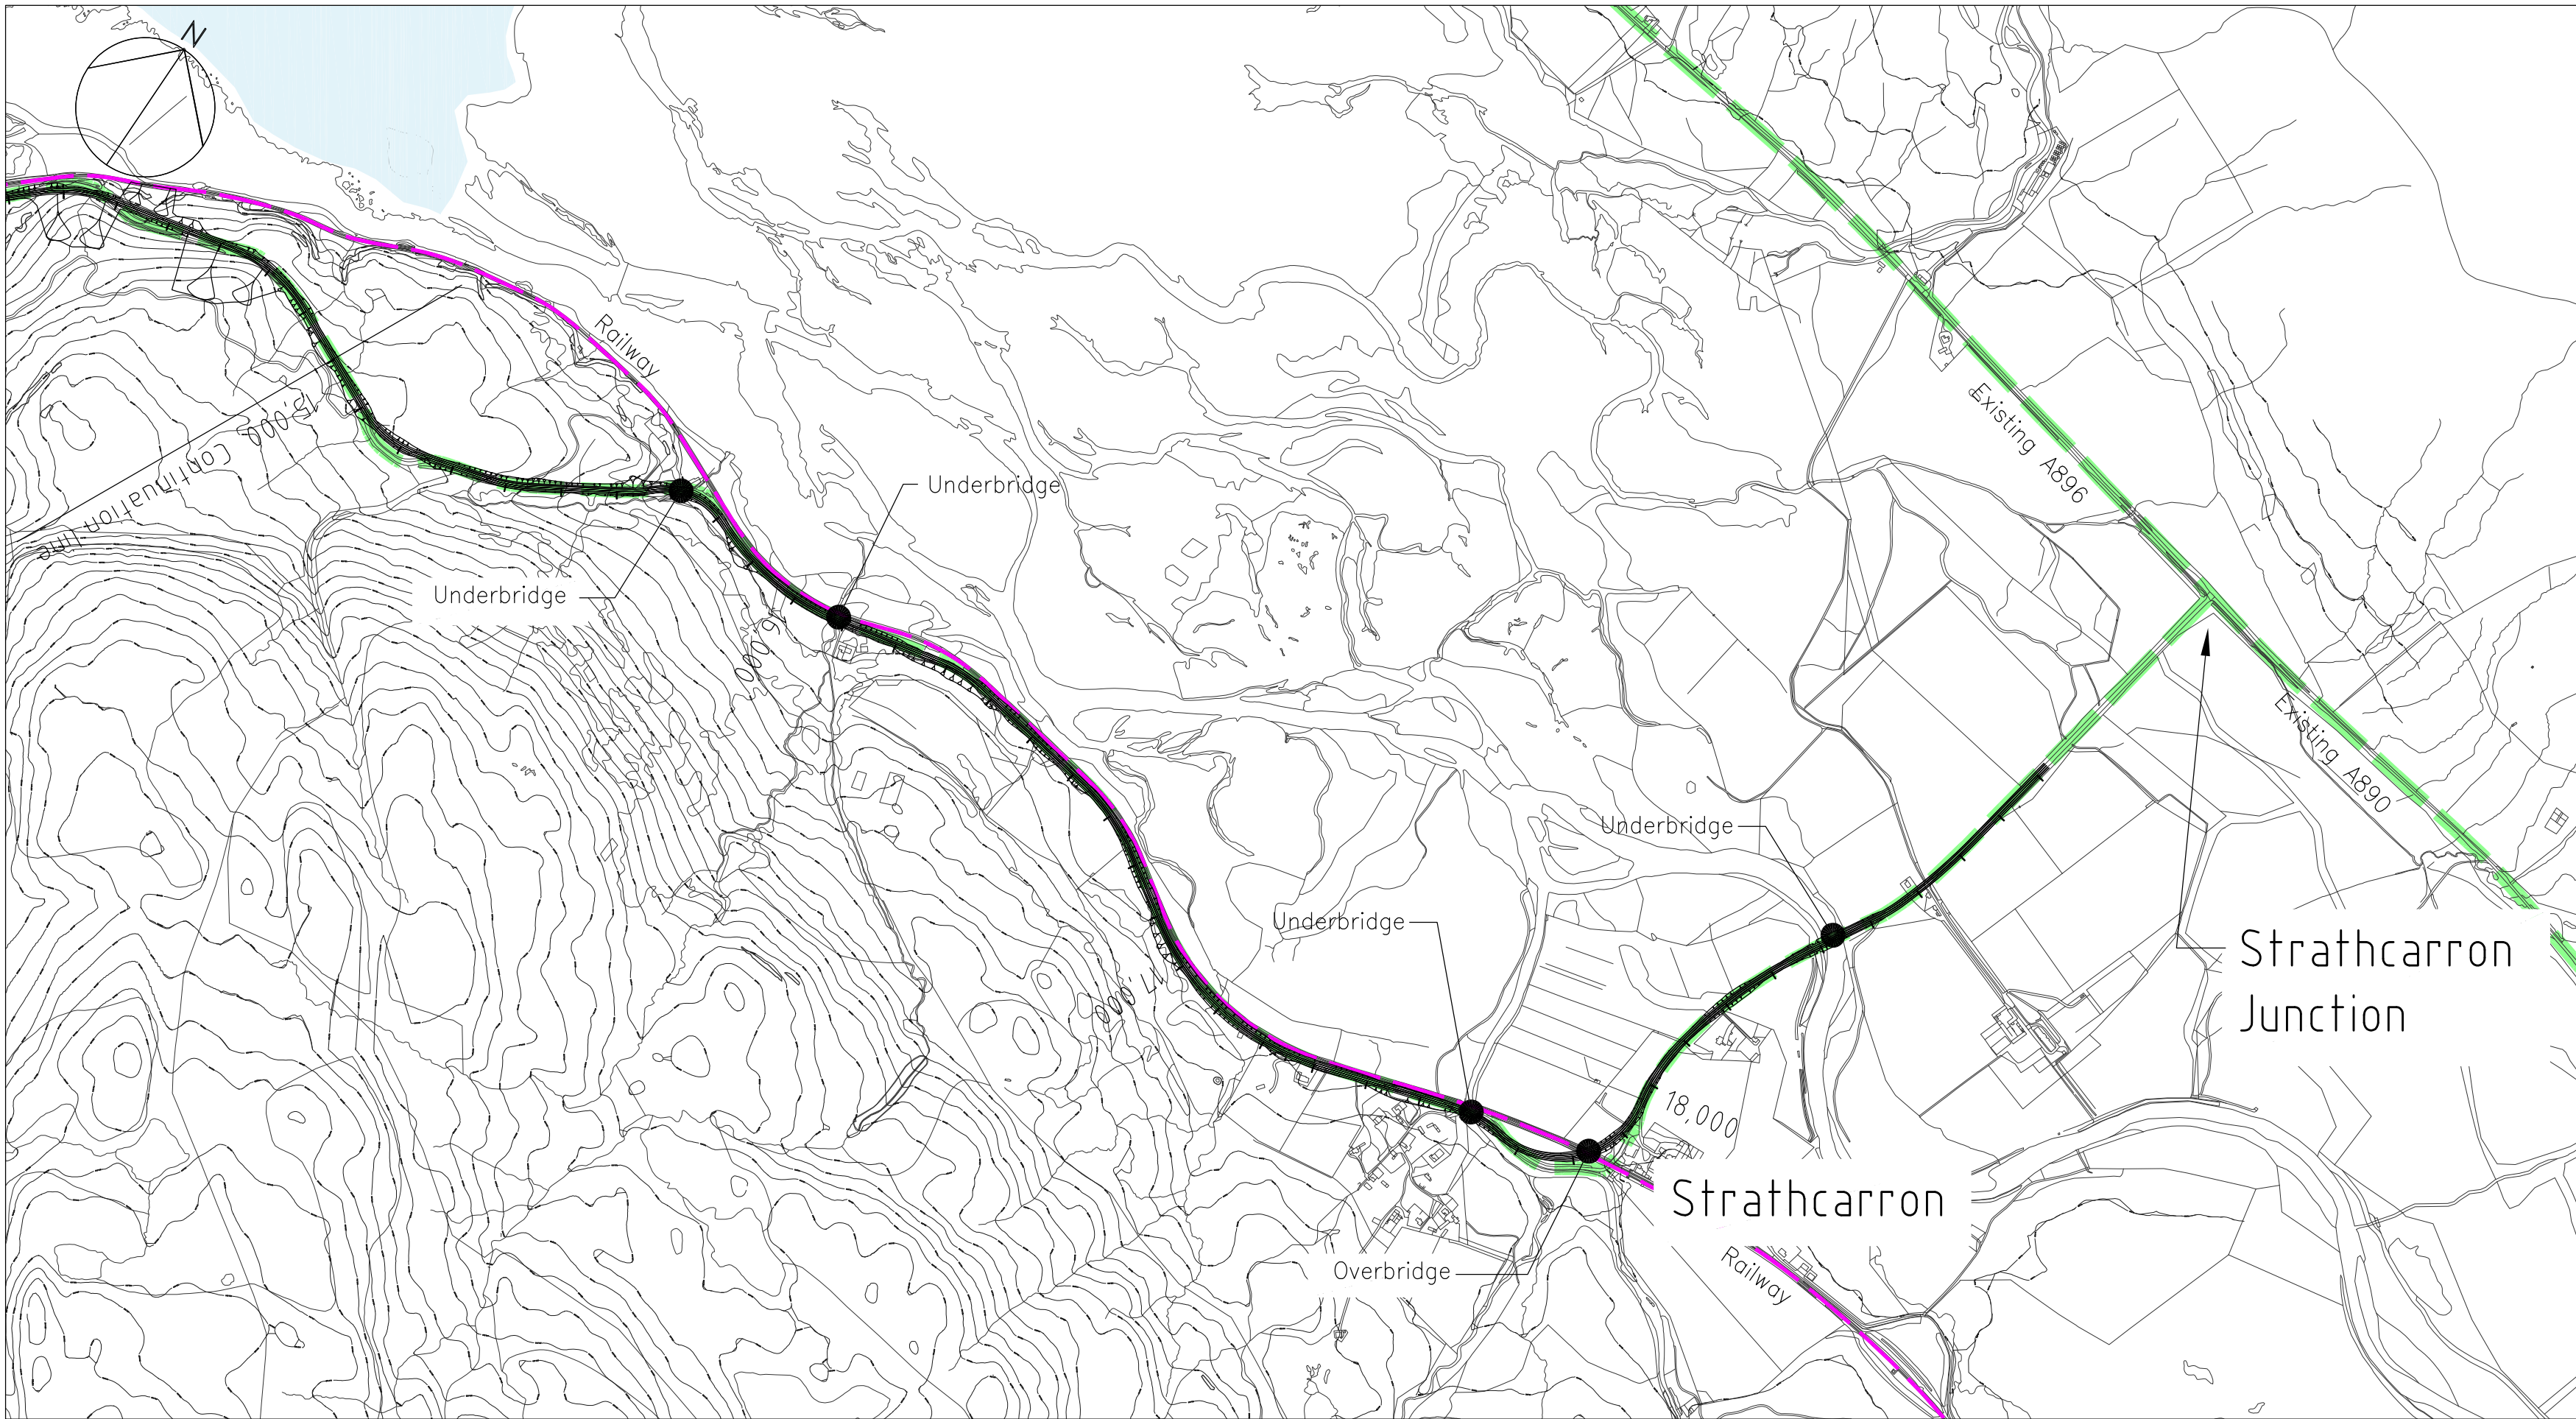 N
Railway
15,000
Continuation line
Underbridge
Underbridge
16,000
Existing A896
Existing A890
Underbridge
Underbridge
17,000
Strathcarron
Junction
18,000
Strathcarron
Overbridge
Railway